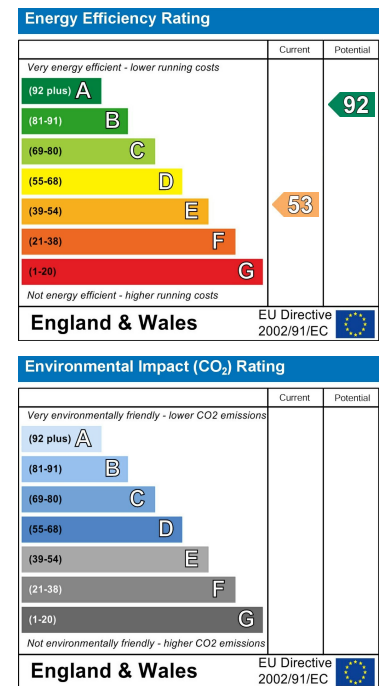 Energy Efficiency Rating
Current Potential
Very energy efficient - lower running costs
(92 plus) A
92
(81-91) B
(69-80) C
(55-68) D
(39-54) E
53
(21-38) F
(1-20) G
Not energy efficient - higher running costs
England & Wales
EU Directive
2002/91/EC
Environmental Impact (CO₂) Rating
Current Potential
Very environmentally friendly - lower CO2 emissions
(92 plus) A
(81-91) B
(69-80) C
(55-68) D
(39-54) E
(21-38) F
(1-20) G
Not environmentally friendly - higher CO2 emissions
England & Wales
EU Directive
2002/91/EC